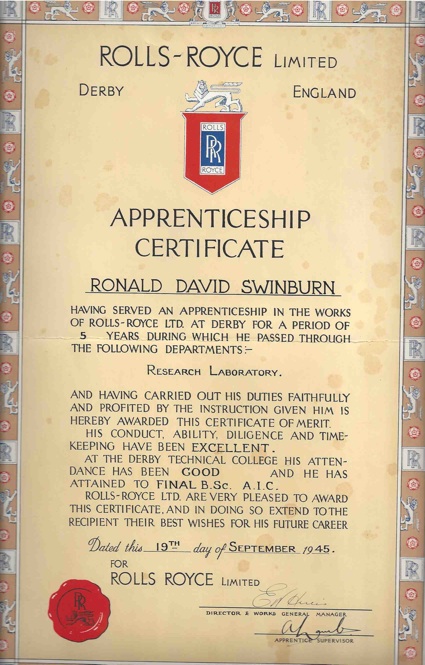 ROLLS-ROYCE LIMITED
DERBY ENGLAND
ROLLS
RR
ROYCE
APPRENTICESHIP
CERTIFICATE
RONALD DAVID SWINBURN
HAVING SERVED AN APPRENTICESHIP IN THE WORKS
OF ROLLS-ROYCE LTD. AT DERBY FOR A PERIOD OF
5 YEARS DURING WHICH HE PASSED THROUGH
THE FOLLOWING DEPARTMENTS:-
RESEARCH LABORATORY.
AND HAVING CARRIED OUT HIS DUTIES FAITHFULLY
AND PROFITED BY THE INSTRUCTION GIVEN HIM IS
HEREBY AWARDED THIS CERTIFICATE OF MERIT.
HIS CONDUCT, ABILITY, DILIGENCE AND TIME-
KEEPING HAVE BEEN EXCELLENT.
AT THE DERBY TECHNICAL COLLEGE HIS ATTEN-
DANCE HAS BEEN GOOD AND HE HAS
ATTAINED TO FINAL B.Sc. A.I.C.
ROLLS-ROYCE LTD. ARE VERY PLEASED TO AWARD
THIS CERTIFICATE, AND IN DOING SO EXTEND TO THE
RECIPIENT THEIR BEST WISHES FOR HIS FUTURE CAREER
Dated this 19TH day of SEPTEMBER 1945.
FOR
ROLLS ROYCE LIMITED
RR
DIRECTOR & WORKS GENERAL MANAGER
APPRENTICE SUPERVISOR